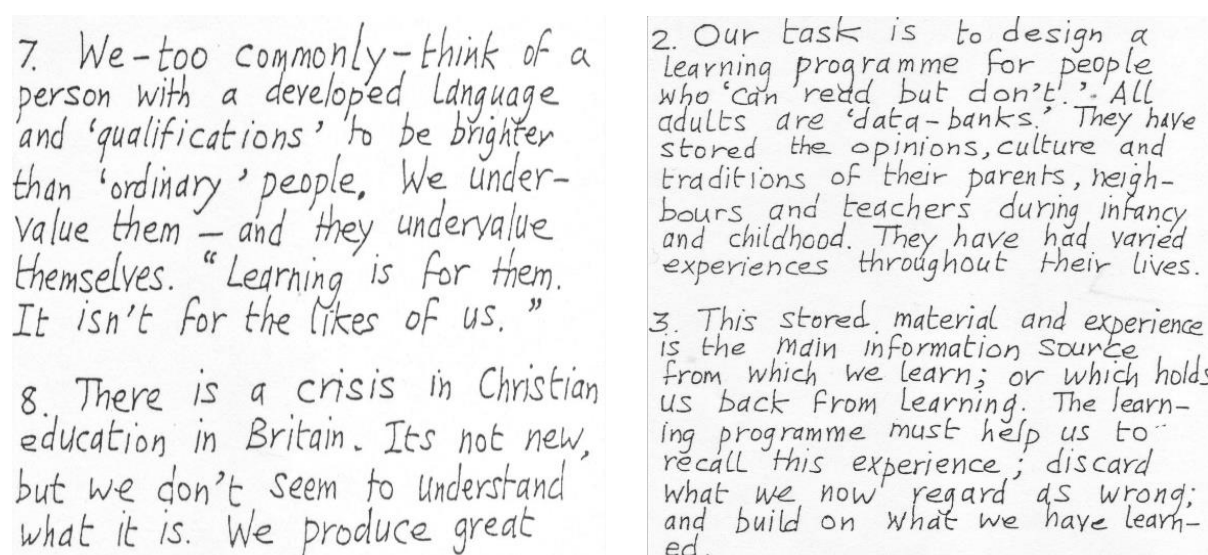 7. We-too commonly-think of a
person with a developed language
and 'qualifications' to be brighter
than 'ordinary' people. We under-
value them - and they undervalue
themselves. "Learning is for them.
It isn't for the likes of us."
8. There is a crisis in Christian
education in Britain. Its not new,
but we don't seem to understand
what it is. We produce great
2. Our task is to design a
learning programme for people
who 'can read but don't.' All
adults are 'data-banks.' They have
stored the opinions, culture and
traditions of their parents, neigh-
bours and teachers during infancy
and childhood. They have had varied
experiences throughout their lives.
3. This stored material and experience
is the main information source
from which we learn; or which holds
us back from learning. The learn-
ing programme must help us to
recall this experience; discard
what we now regard as wrong;
and build on what we have learn-
ed.